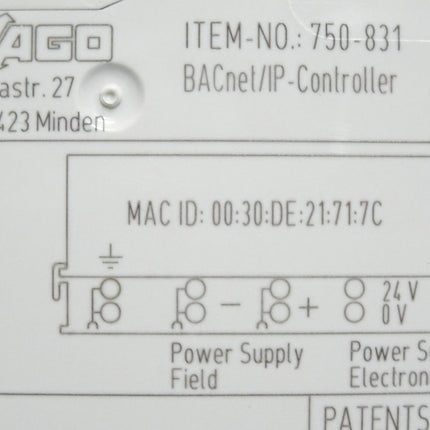 WAGO
ITEM-NO.: 750-831
astr. 27
BACnet/IP-Controller
423 Minden
MAC ID: 00:30:DE:21:71:7C
24 V
− + 0 V
Power Supply
Field
Power S
Electron
PATENTS